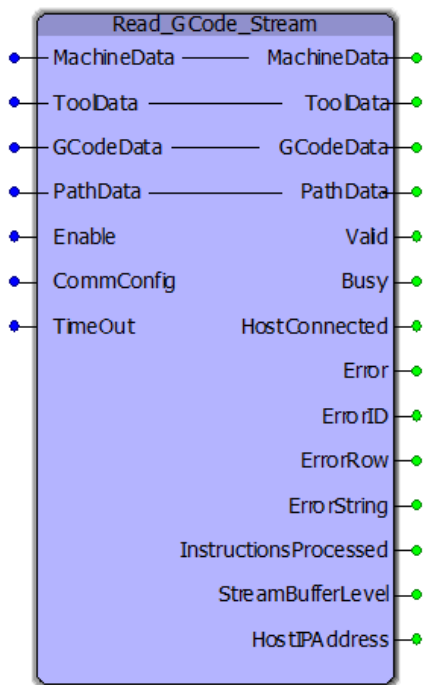 Read_GCode_Stream
MachineData MachineData
ToolData ToolData
GCodeData GCodeData
PathData PathData
Enable Valid
CommConfig Busy
TimeOut HostConnected
Error
ErrorID
ErrorRow
ErrorString
InstructionsProcessed
StreamBufferLevel
HostIPAddress